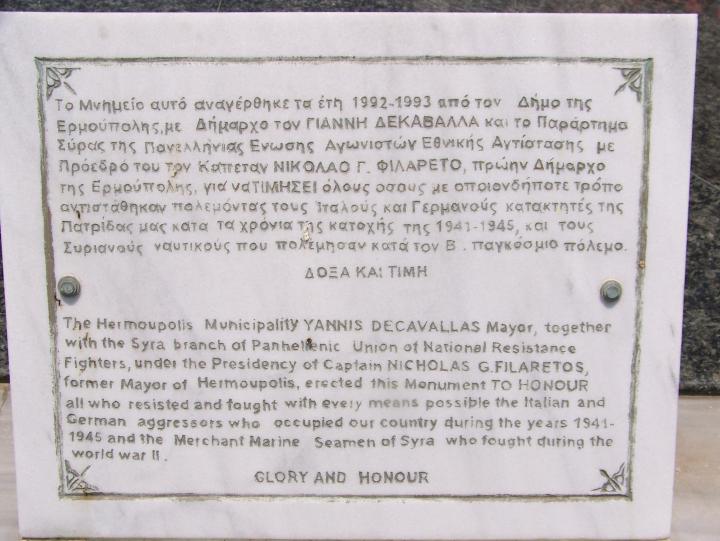 Το Μνημείο αυτό αναγέρθηκε τα έτη 1992-1993 από τον Δήμο της
Ερμούπολης, με Δήμαρχο τον ΓΙΑΝΝΗ ΔΕΚΑΒΑΛΛΑ και το Παράρτημα
Σύρας της Πανελλήνιας Ενωσης Αγωνιστών Εθνικής Αντίστασης με
Πρόεδρό του τον Καπεταν ΝΙΚΟΛΑΟ Γ. ΦΙΛΑΡΕΤΟ, πρώην Δήμαρχο
της Ερμούπολης, για να ΤΙΜΗΣΕΙ όλους οσους με οποιονδήποτε τρόπο
αντιστάθηκαν πολεμόντας τους Ιταλούς και Γερμανούς κατακτητές της
Πατρίδας μας κατα τα χρόνια της κατοχής της 1941-1945, και τους
Συριανούς ναυτικούς που πολέμησαν κατά τον Β. παγκόσμιο πόλεμο.
ΔΟΞΑ ΚΑΙ ΤΙΜΗ
The Hermoupolis Municipality YANNIS DECAVALLAS Mayor, together
with the Syra branch of Panhellenic Union of National Resistance
Fighters, under the Presidency of Captain NICHOLAS G.FILARETOS,
former Mayor of Hermoupolis, erected this Monument TO HONOUR
all who resisted and fought with every means possible the Italian and
German aggressors who occupied our country during the years 1941-
1945 and the Merchant Marine Seamen of Syra who fought during the
world war II.
GLORY AND HONOUR